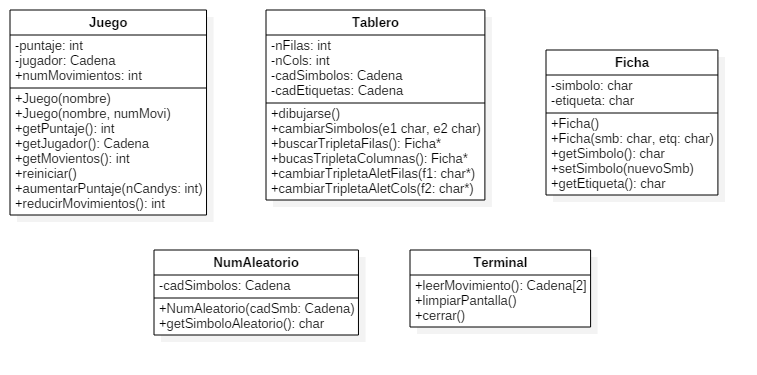 Juego
-puntaje: int
-jugador: Cadena
+numMovimientos: int
+Juego(nombre)
+Juego(nombre, numMovi)
+getPuntaje(): int
+getJugador(): Cadena
+getMovientos(): int
+reiniciar()
+aumentarPuntaje(nCandys: int)
+reducirMovimientos(): int
Tablero
-nFilas: int
-nCols: int
-cadSimbolos: Cadena
-cadEtiquetas: Cadena
+dibujarse()
+cambiarSimbolos(e1 char, e2 char)
+buscarTripletaFilas(): Ficha*
+bucasTripletaColumnas(): Ficha*
+cambiarTripletaAletFilas(f1: char*)
+cambiarTripletaAletCols(f2: char*)
Ficha
-simbolo: char
-etiqueta: char
+Ficha()
+Ficha(smb: char, etq: char)
+getSimbolo(): char
+setSimbolo(nuevoSmb)
+getEtiqueta(): char
NumAleatorio
-cadSimbolos: Cadena
+NumAleatorio(cadSmb: Cadena)
+getSimboloAleatorio(): char
Terminal
+leerMovimiento(): Cadena[2]
+limpiarPantalla()
+cerrar()